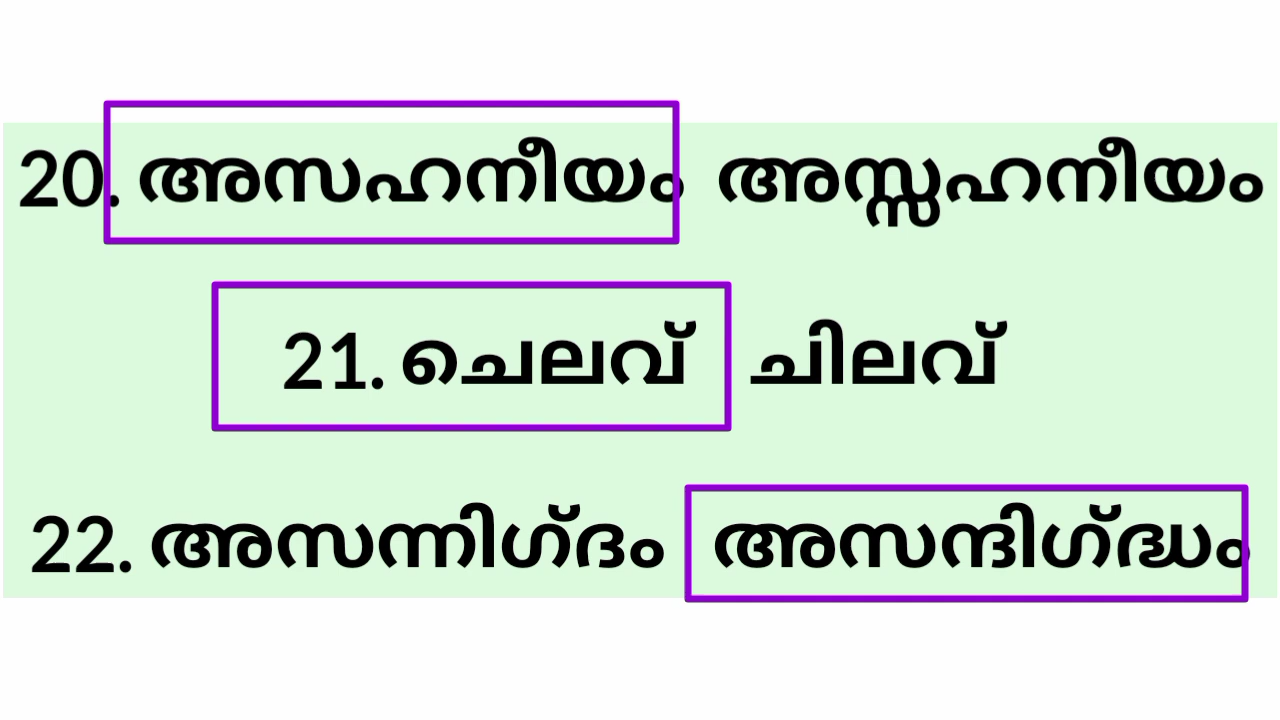 20. അസഹനീയം അസ്സഹനീയം
21. ചെലവ് ചിലവ്
22. അസന്നിഗ്ദം അസന്ദിഗ്ദ്ധം